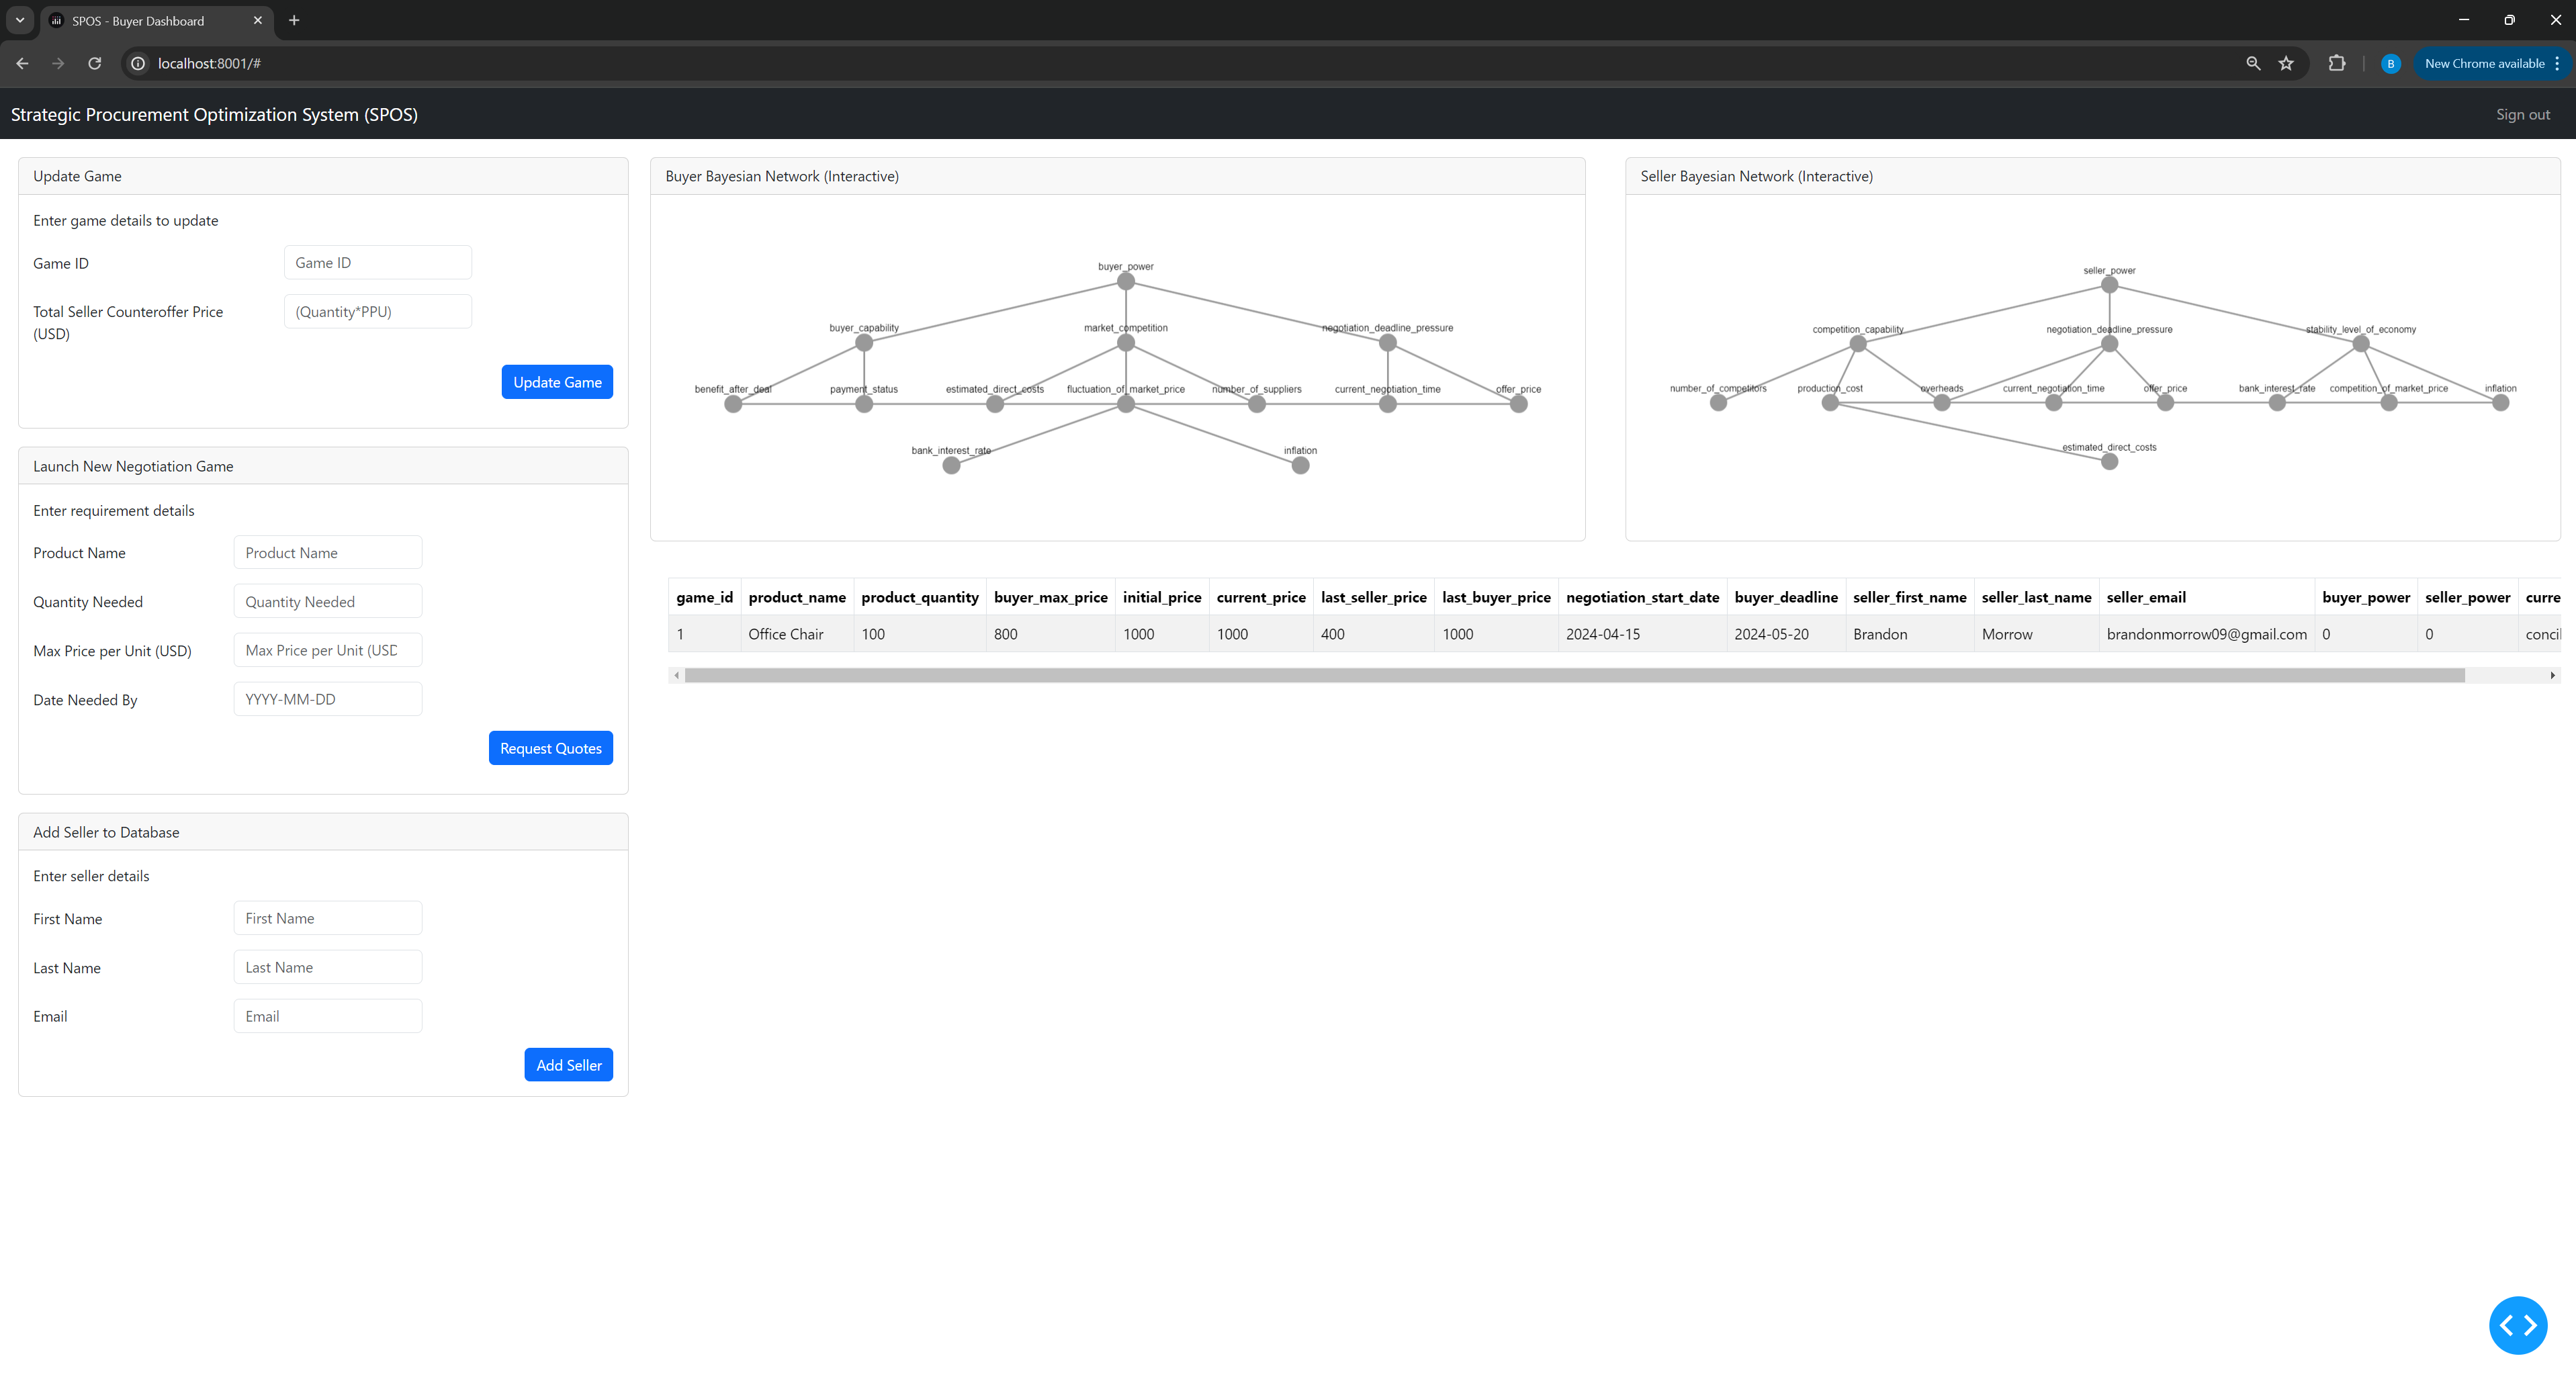 SPOS - Buyer Dashboard
localhost:8001/#
B
New Chrome available
Strategic Procurement Optimization System (SPOS)
Sign out
Update Game
Enter game details to update
Game ID
Game ID
Total Seller Counteroffer Price
(USD)
(Quantity*PPU)
Update Game
Launch New Negotiation Game
Enter requirement details
Product Name
Product Name
Quantity Needed
Quantity Needed
Max Price per Unit (USD)
Max Price per Unit (USD
Date Needed By
YYYY-MM-DD
Request Quotes
Add Seller to Database
Enter seller details
First Name
First Name
Last Name
Last Name
Email
Email
Add Seller
Buyer Bayesian Network (Interactive)
buyer_power
buyer_capability
market_competition
negotiation_deadline_pressure
benefit_after_deal
payment_status
estimated_direct_costs
fluctuation_of_market_price
number_of_suppliers
current_negotiation_time
offer_price
bank_interest_rate
inflation
Seller Bayesian Network (Interactive)
seller_power
competition_capability
negotiation_deadline_pressure
stability_level_of_economy
number_of_competitors
production_cost
overheads
current_negotiation_time
offer_price
bank_interest_rate
competition_of_market_price
inflation
estimated_direct_costs
game_id product_name product_quantity buyer_max_price initial_price current_price last_seller_price last_buyer_price negotiation_start_date buyer_deadline seller_first_name seller_last_name seller_email buyer_power seller_power curre
1 Office Chair 100 800 1000 1000 400 1000 2024-04-15 2024-05-20 Brandon Morrow brandonmorrow09@gmail.com 0 0 concil